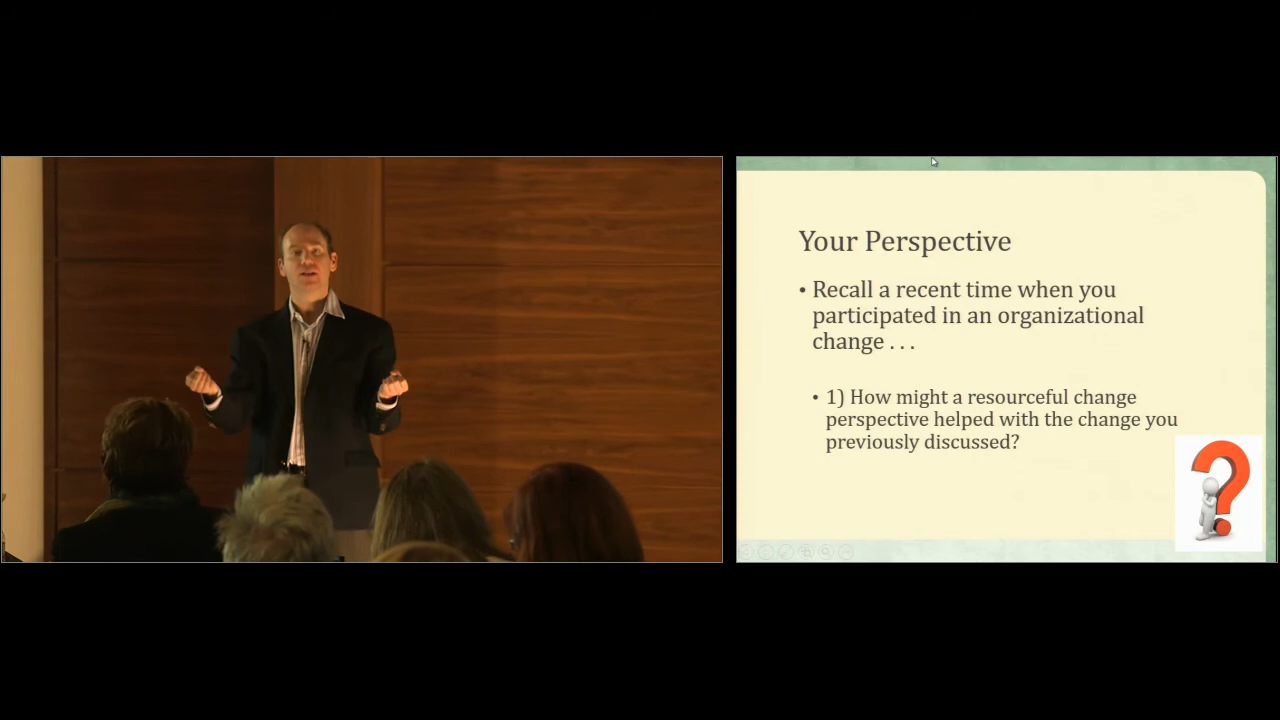 Your Perspective
• Recall a recent time when you
participated in an organizational
change . . .
• 1) How might a resourceful change
perspective helped with the change you
previously discussed?